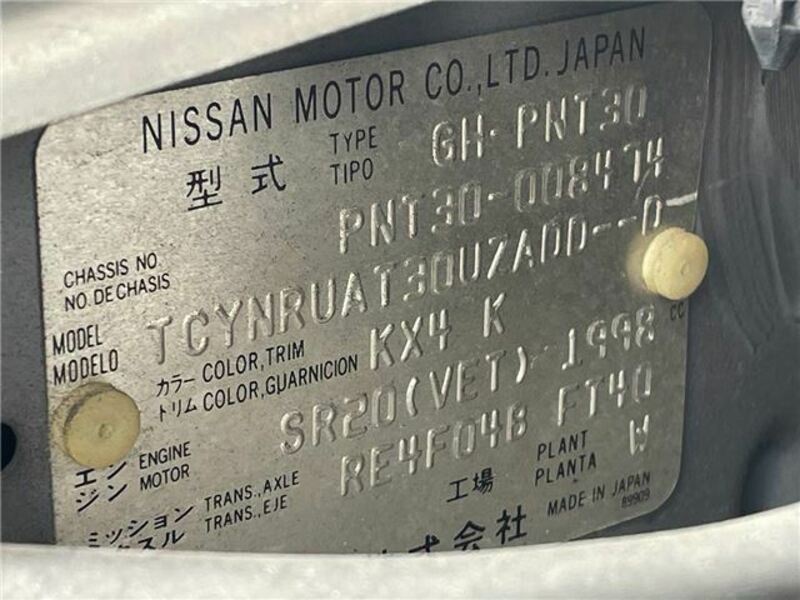 NISSAN MOTOR CO.,LTD. JAPAN
型式 TYPE TIPO GH-PNT30
CHASSIS NO. NO. DE CHASIS PNT30-008474
MODEL MODELO TCYNRUAT30UZADD--D
カラー COLOR,TRIM KX4 K
トリム COLOR,GUARNICION
エンジン ENGINE MOTOR SR20(VET) 1998 CC
ミッション TRANS.,AXLE TRANS.,EJE RE4F04B FT40
工場 PLANT PLANTA W
MADE IN JAPAN
89909
式会社